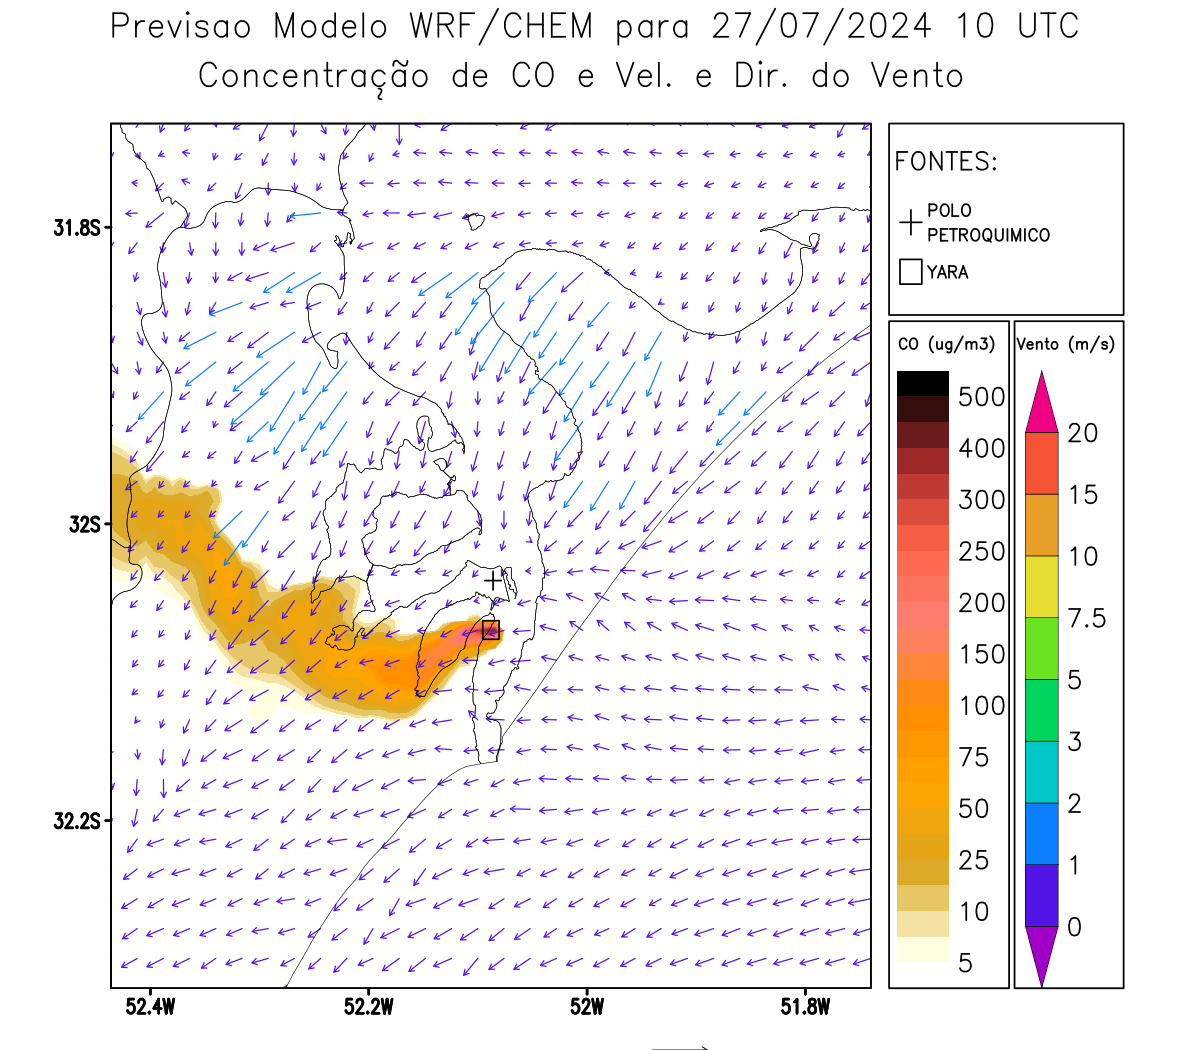 Previsao Modelo WRF/CHEM para 27/07/2024 10 UTC
Concentração de CO e Vel. e Dir. do Vento
FONTES:
POLO
PETROQUIMICO
YARA
CO (ug/m3)
500
400
300
250
200
150
100
75
50
25
10
5
Vento (m/s)
20
15
10
7.5
5
3
2
1
0
31.8S
32S
32.2S
52.4W
52.2W
52W
51.8W